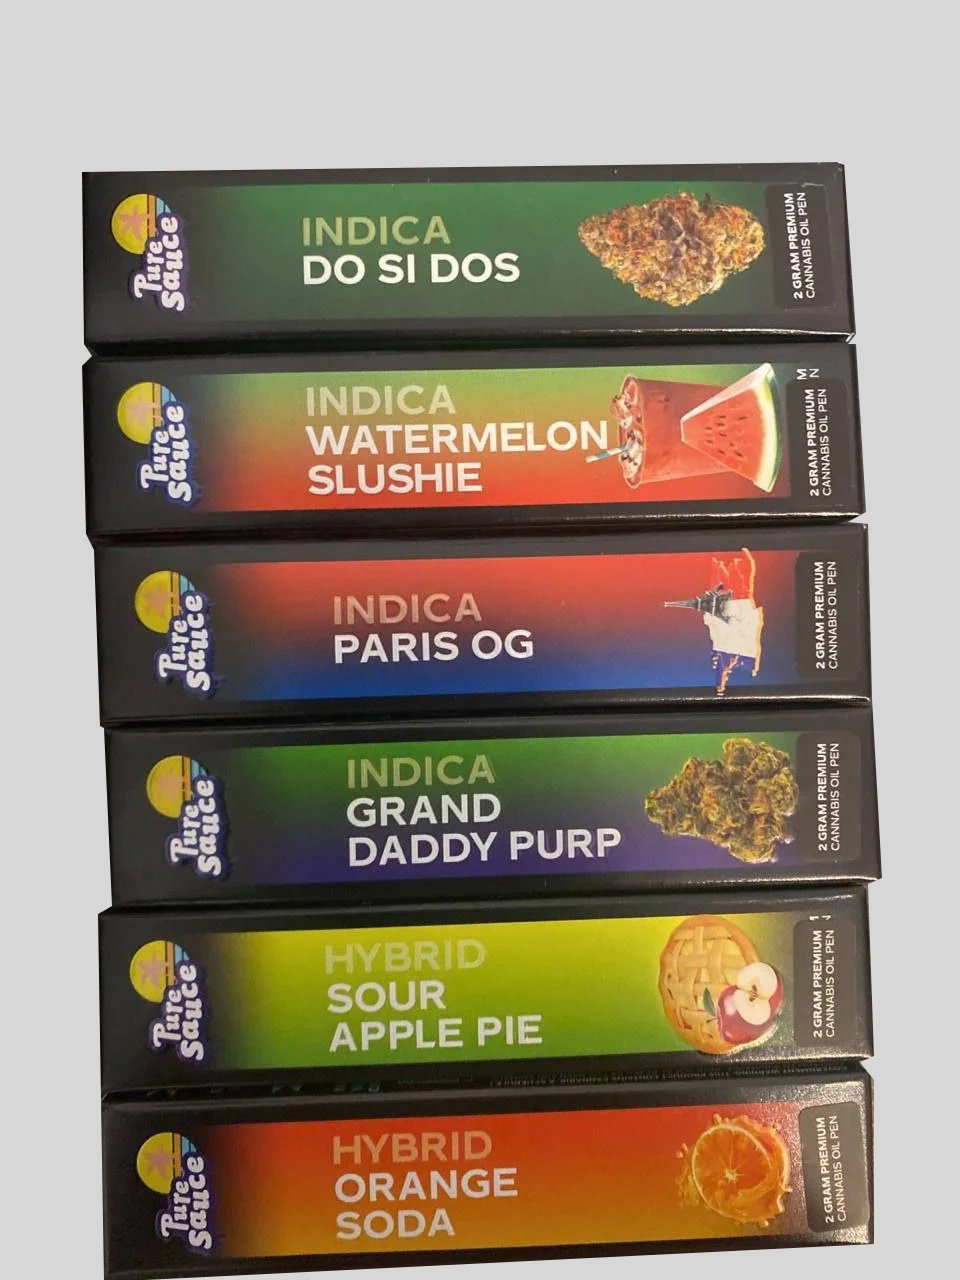 Pure
Sauce
INDICA
DO SI DOS
2 GRAM PREMIUM
CANNABIS OIL PEN
Pure
Sauce
INDICA
WATERMELON
SLUSHIE
M
N
2 GRAM PREMIUM
CANNABIS OIL PEN
Pure
Sauce
INDICA
PARIS OG
2 GRAM PREMIUM
CANNABIS OIL PEN
Pure
Sauce
INDICA
GRAND
DADDY PURP
2 GRAM PREMIUM
CANNABIS OIL PEN
Pure
Sauce
HYBRID
SOUR
APPLE PIE
2 GRAM PREMIUM
CANNABIS OIL PEN
Pure
Sauce
HYBRID
ORANGE
SODA
2 GRAM PREMIUM
CANNABIS OIL PEN